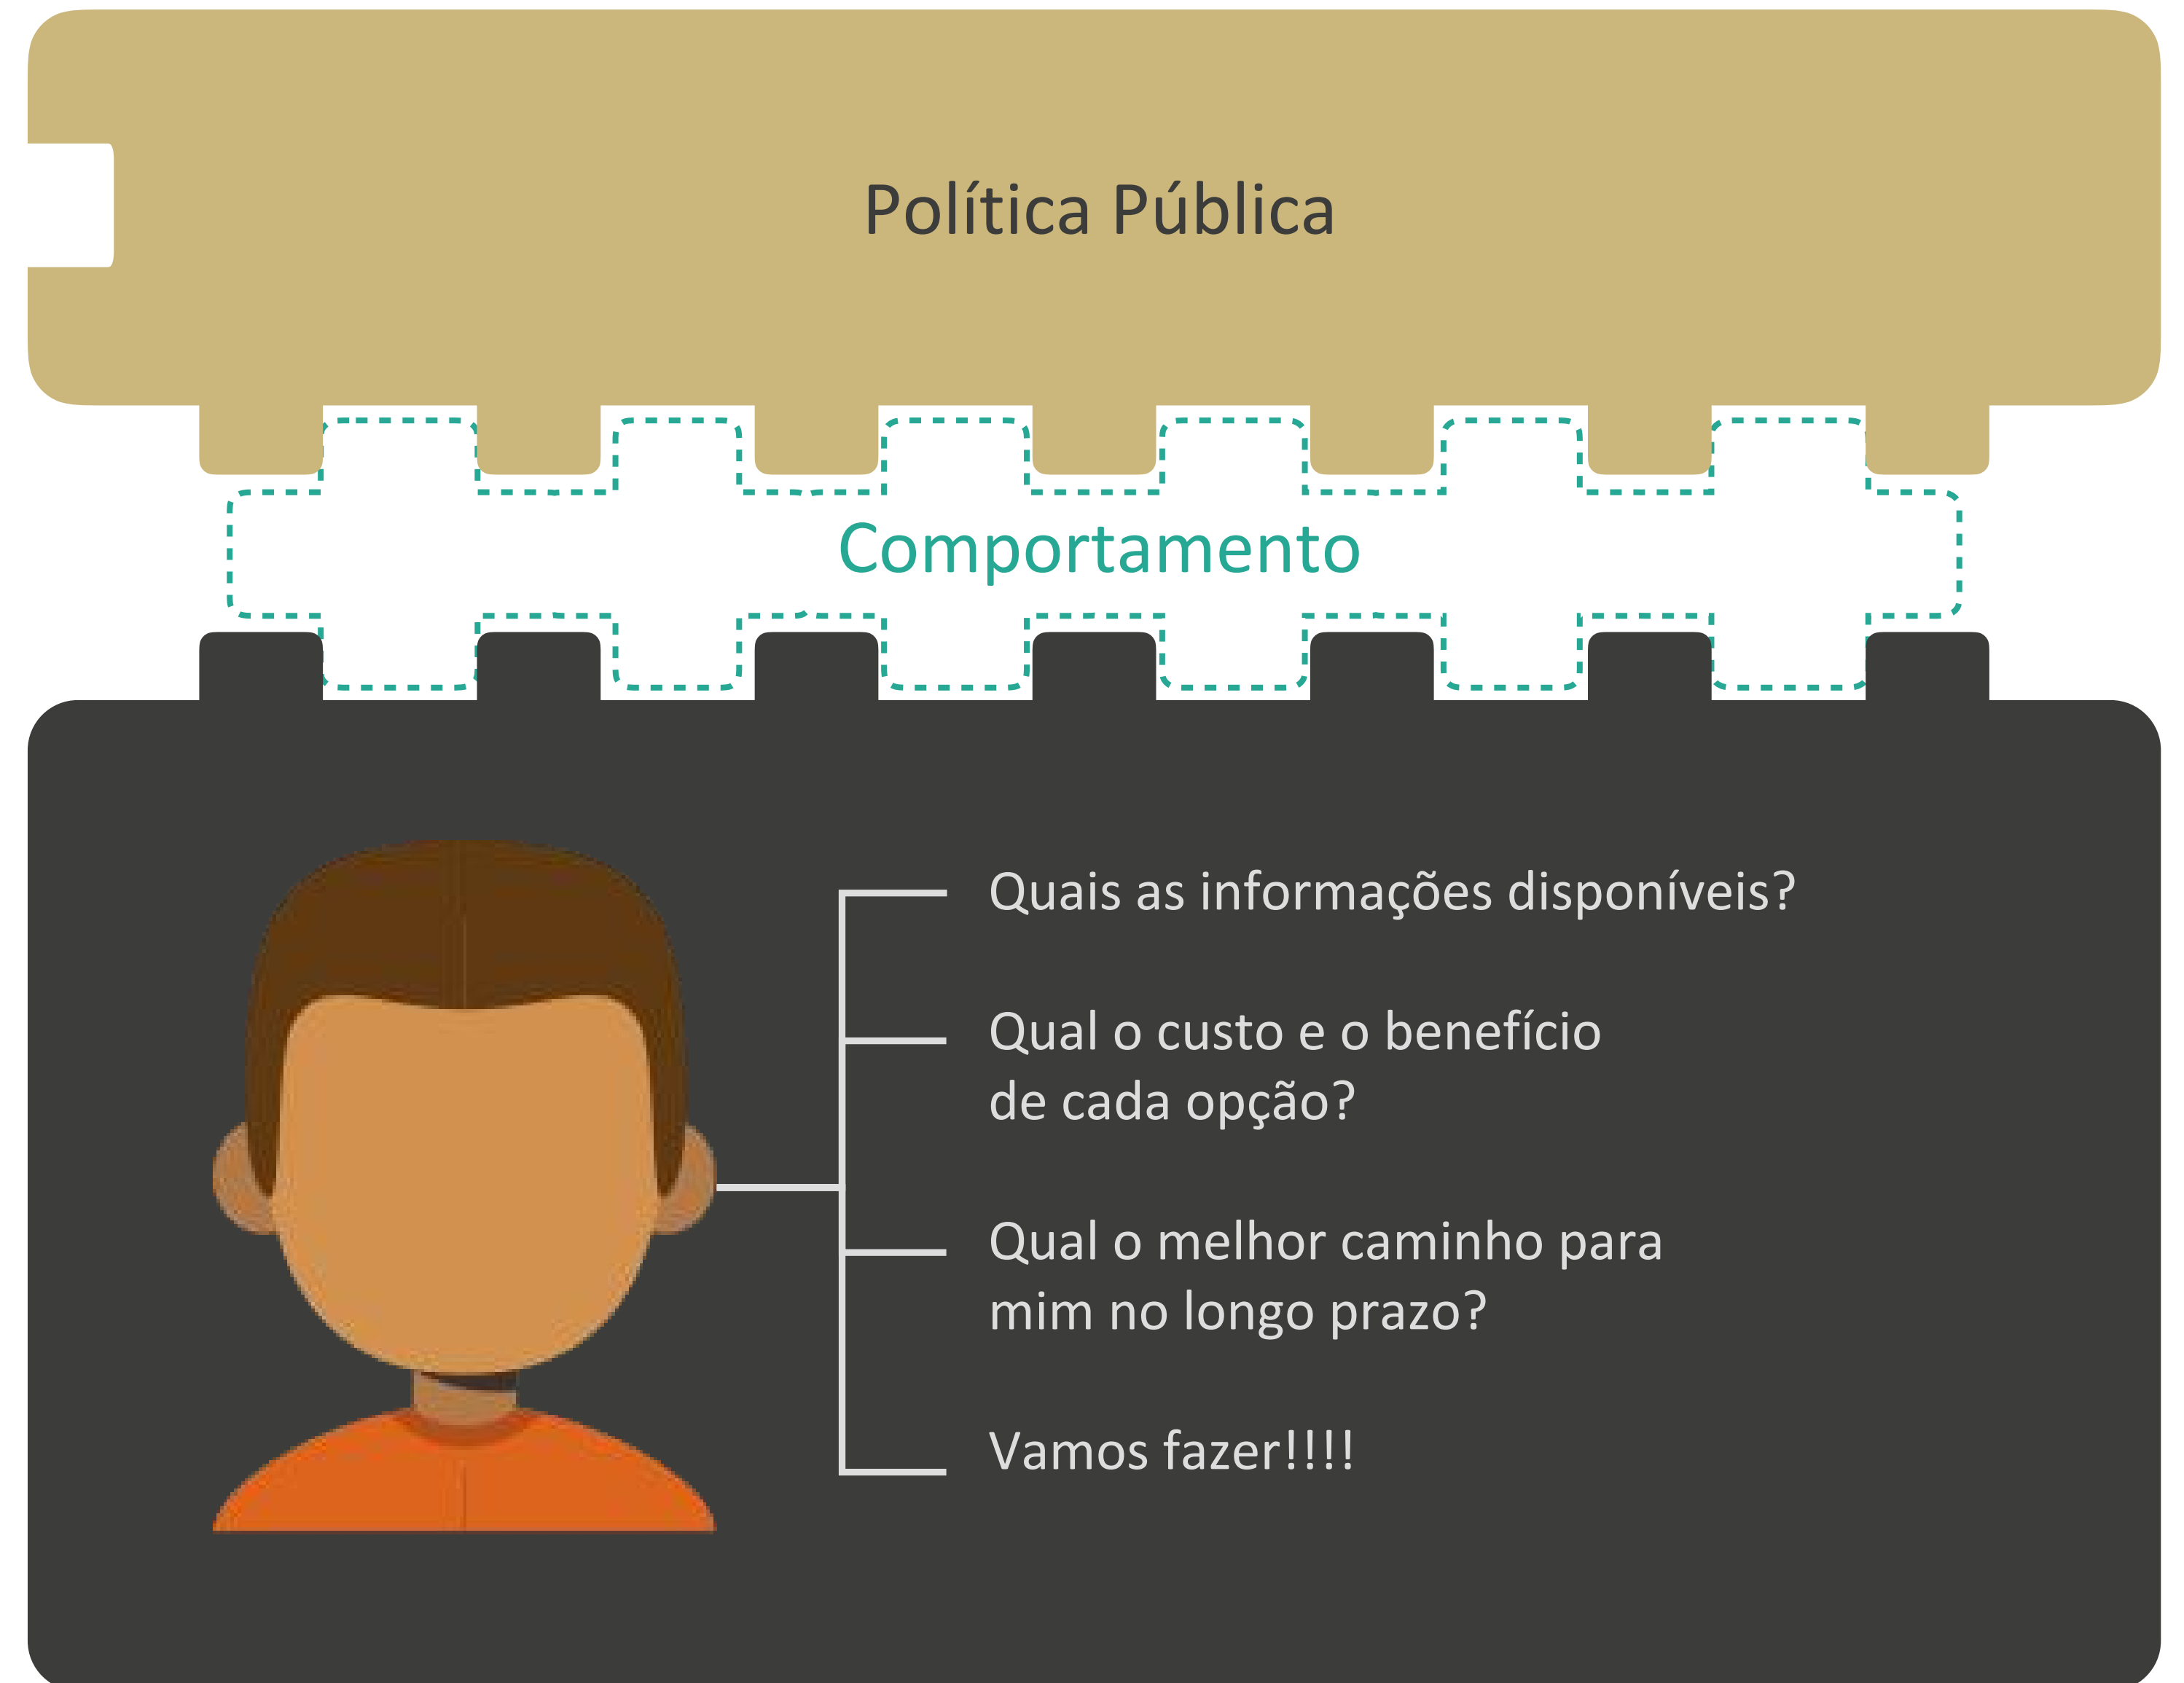 Política Pública
Comportamento
Quais as informações disponíveis?
Qual o custo e o benefício
de cada opção?
Qual o melhor caminho para
mim no longo prazo?
Vamos fazer!!!!